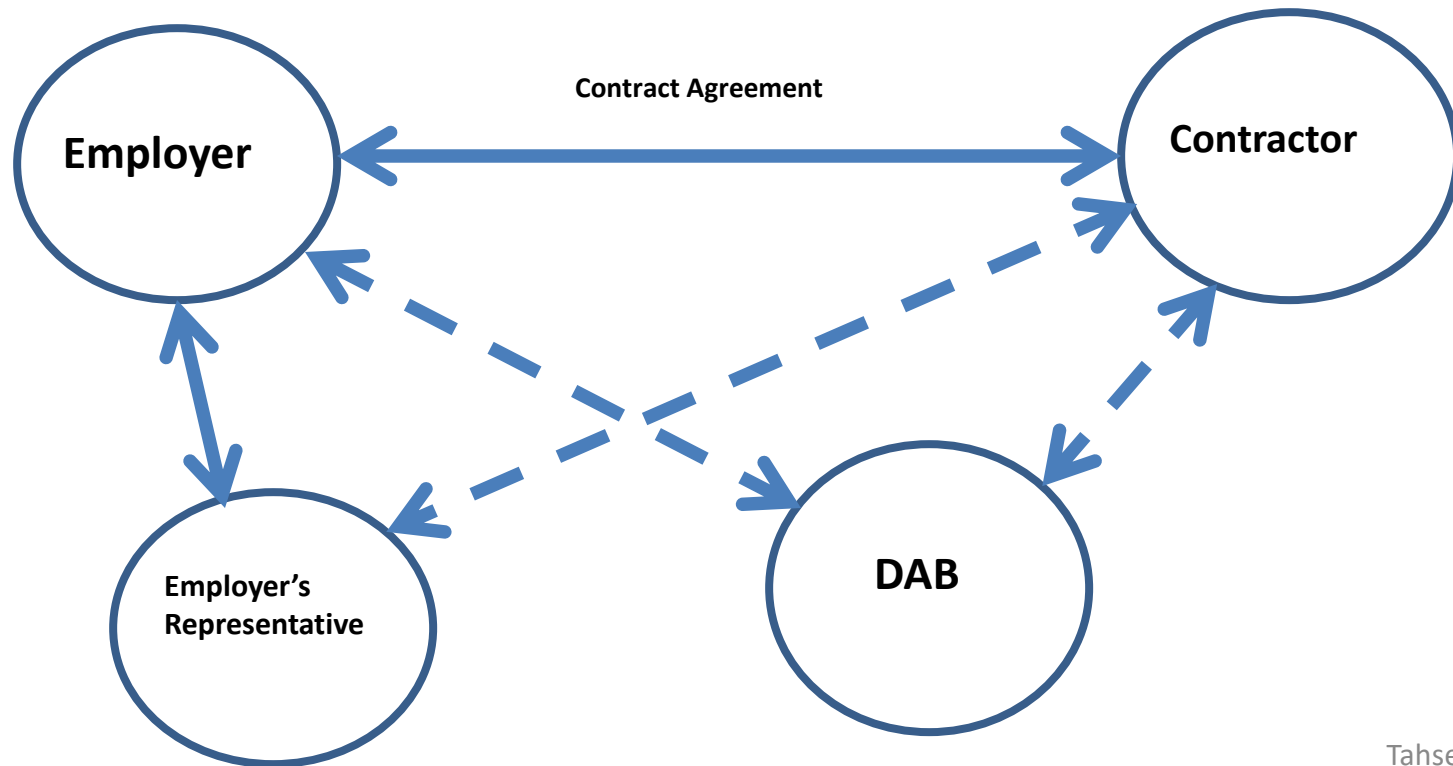 Contract Agreement
Employer
Contractor
Employer’s
Representative
DAB